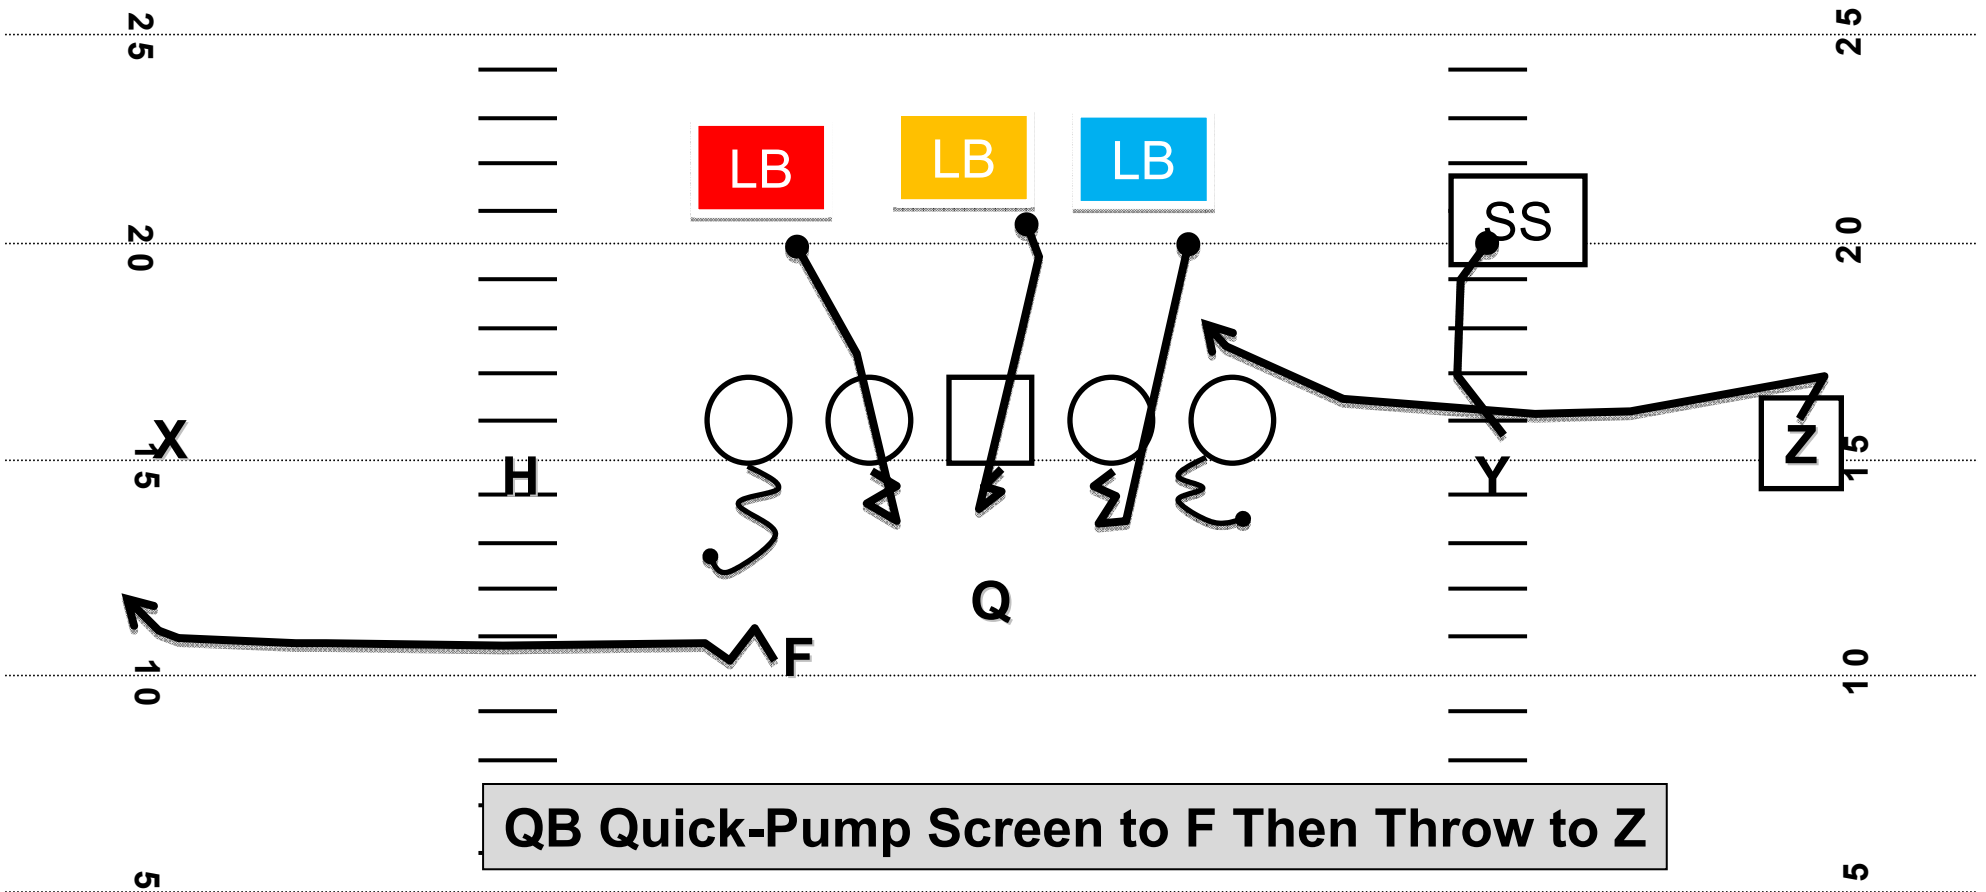 25
25
LB
LB
LB
SS
20
20
X
15
H
Y
Z
15
Q
F
10
10
QB Quick-Pump Screen to F Then Throw to Z
5
5